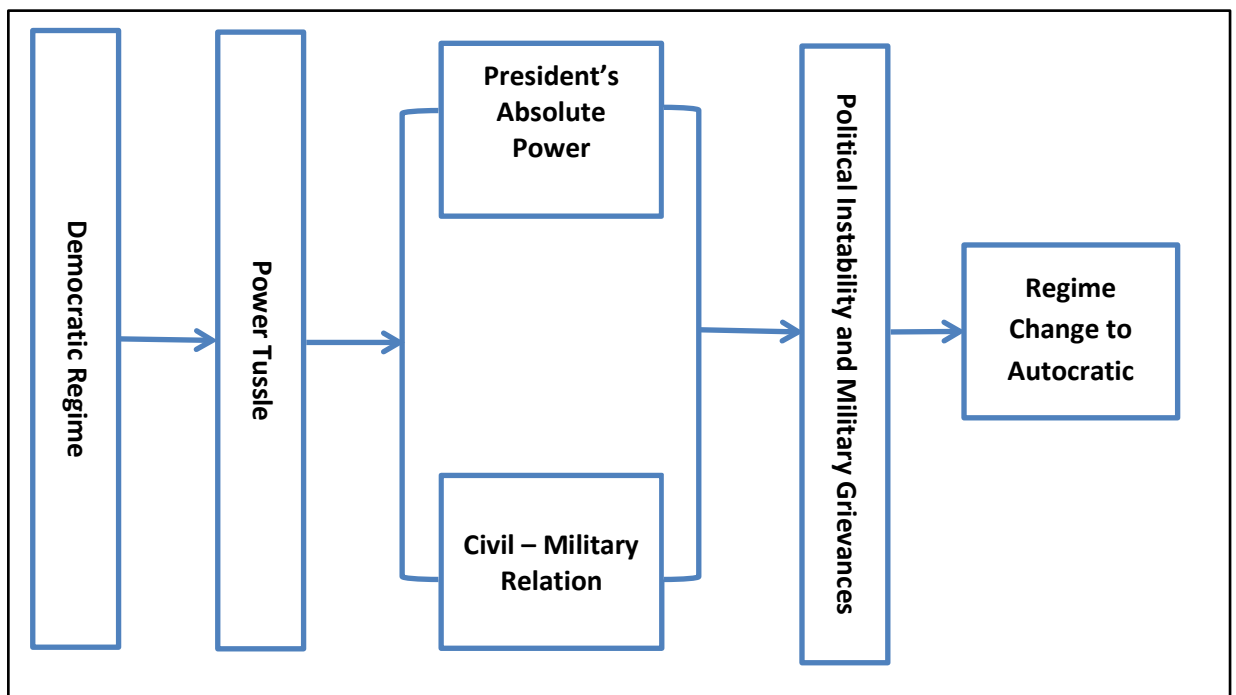 Democratic Regime
Power Tussle
President’s
Absolute
Power
Civil – Military
Relation
Political Instability and Military Grievances
Regime
Change to
Autocratic